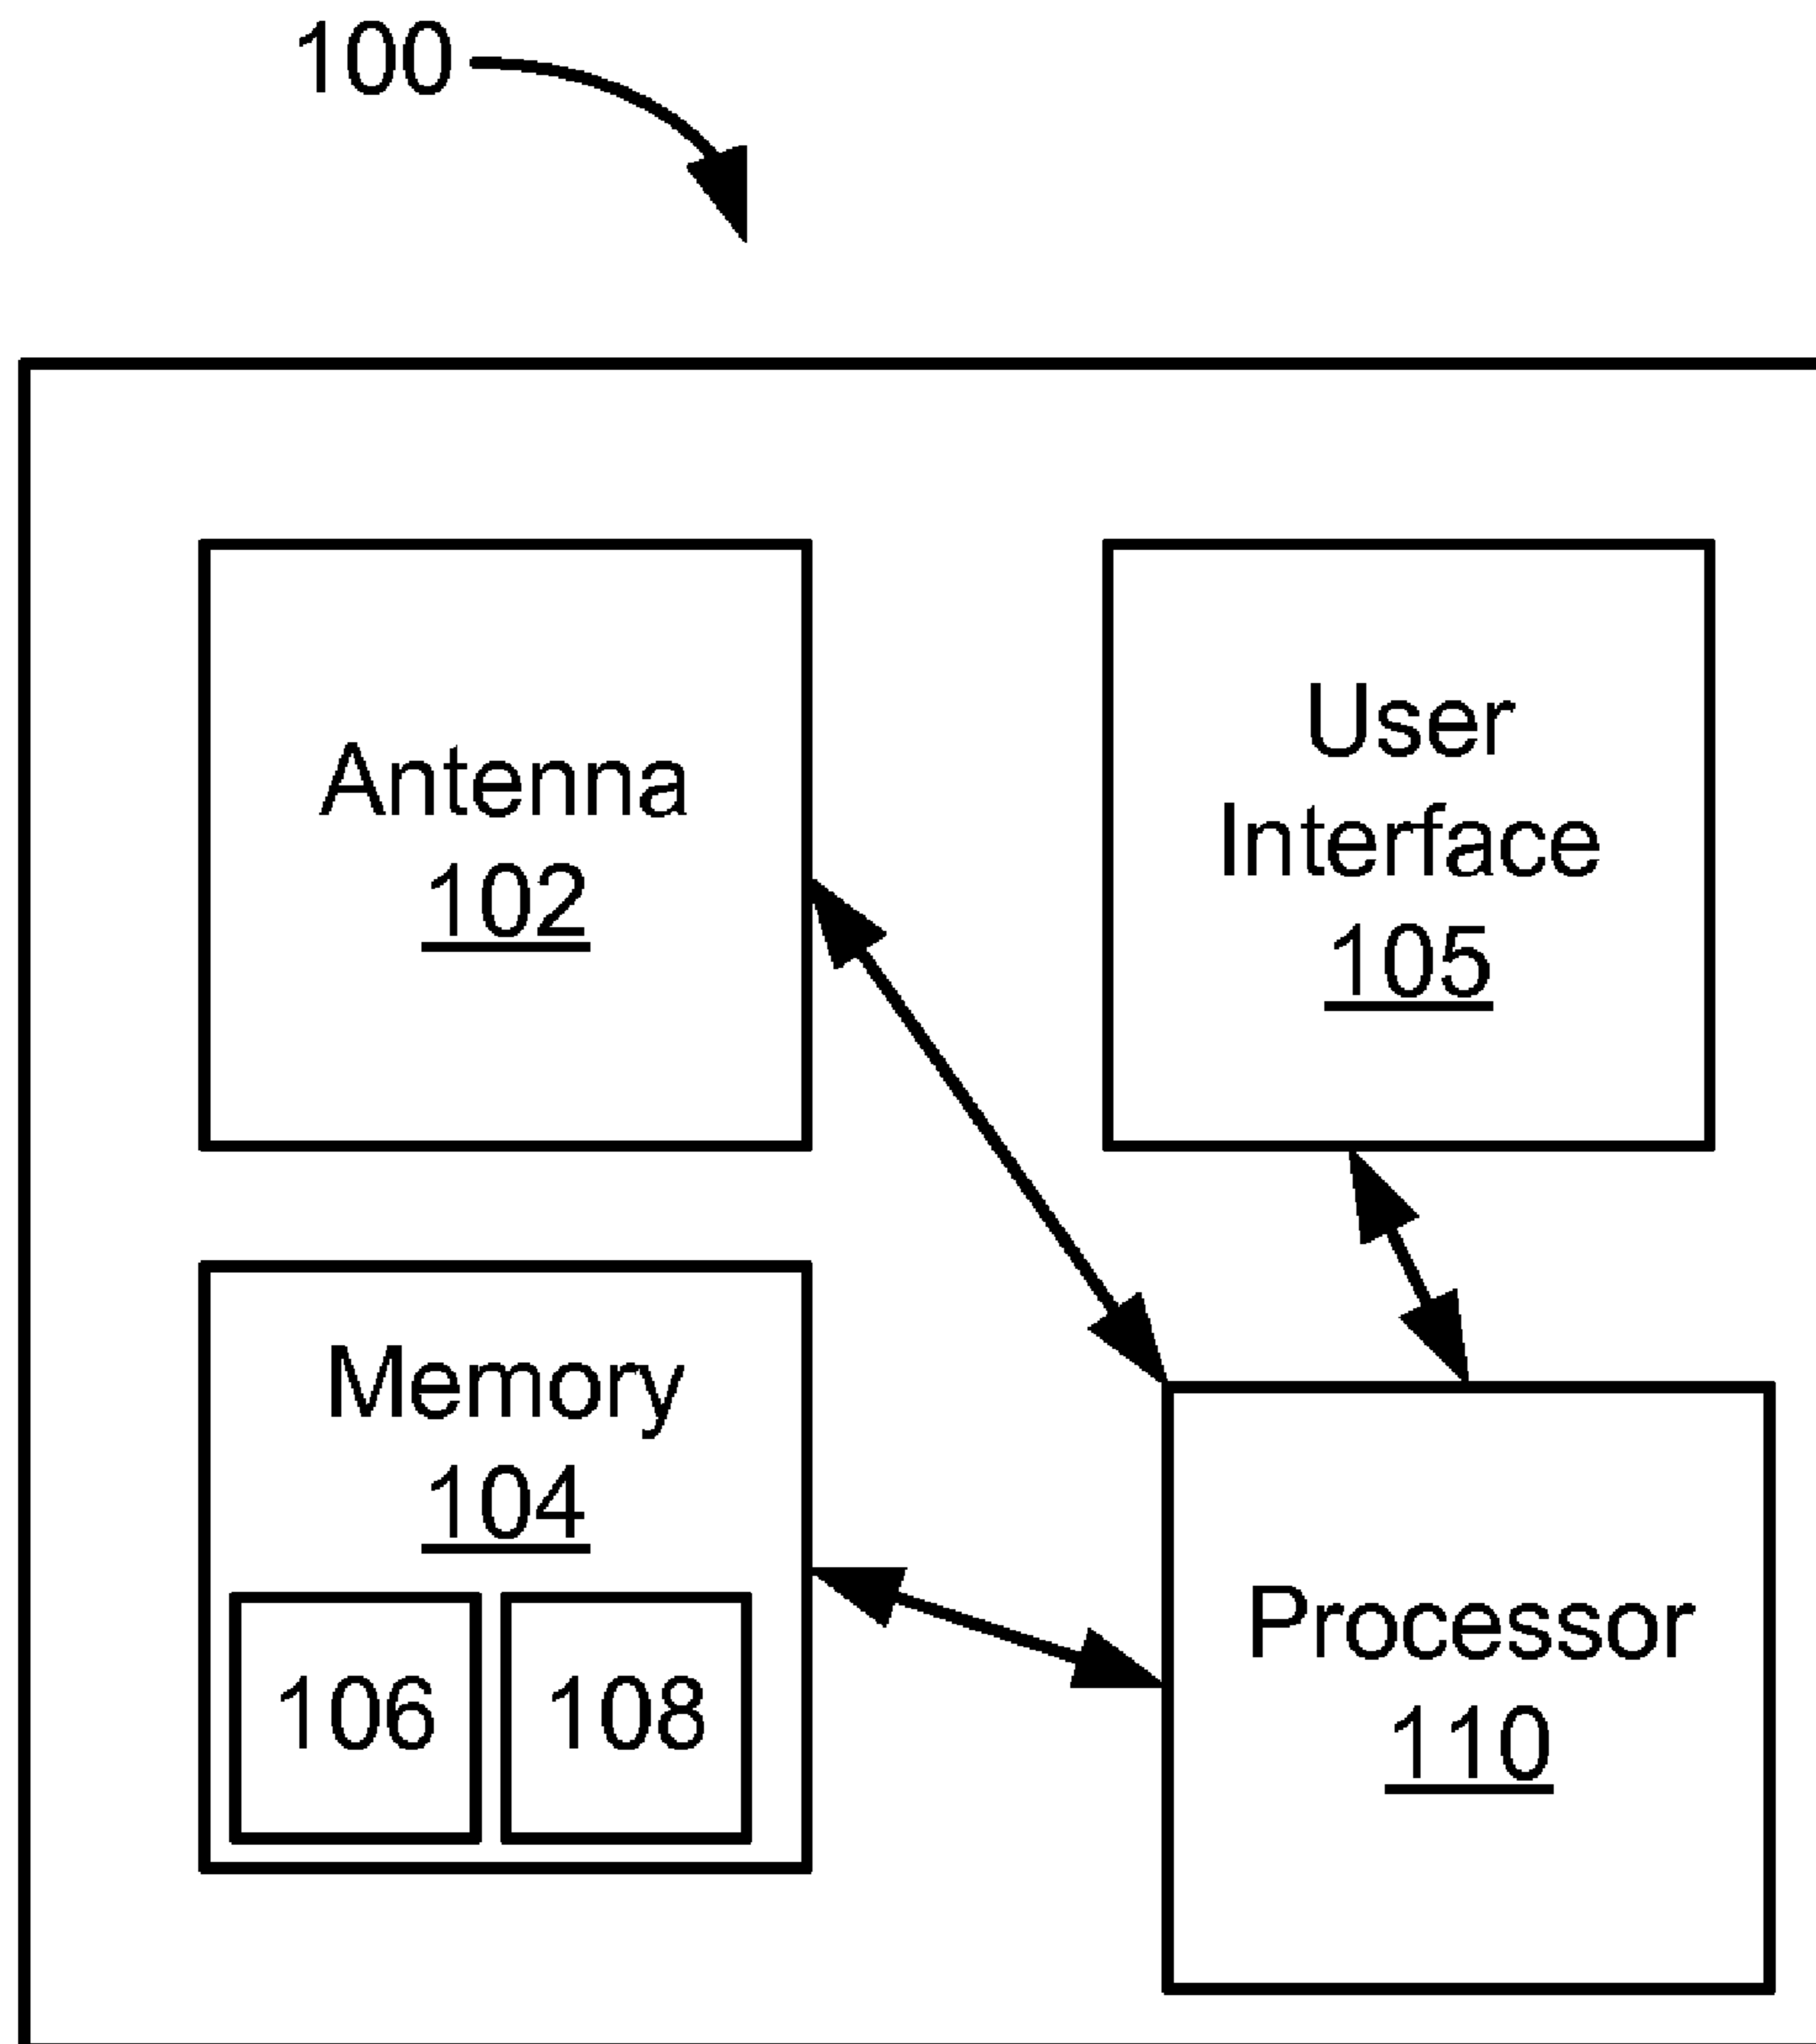 100
Antenna
102
User
Interface
105
Memory
104
106
108
Processor
110